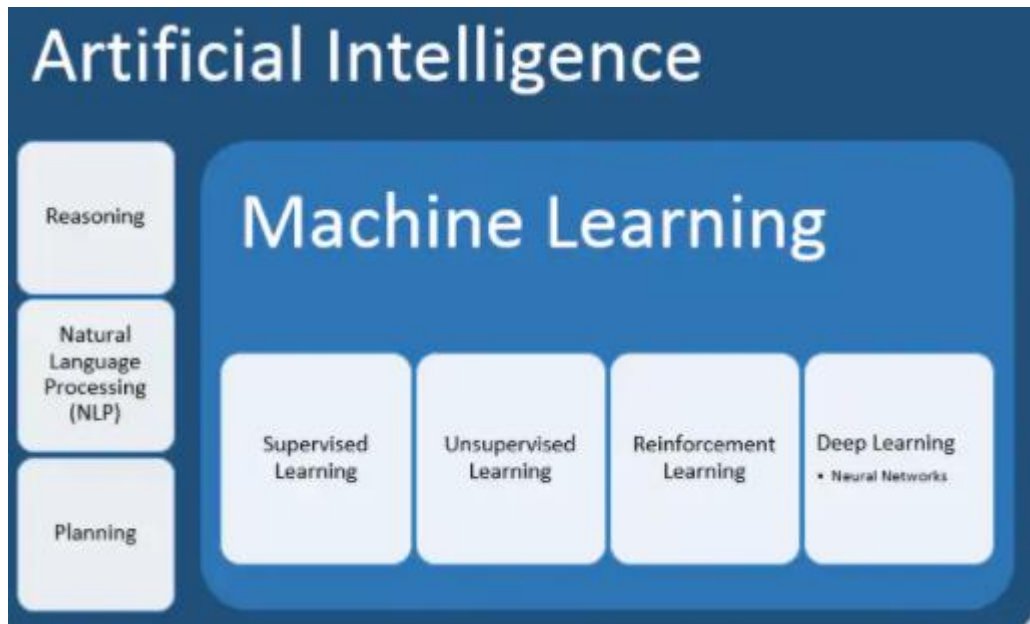 Artificial Intelligence
Reasoning
Natural
Language
Processing
(NLP)
Planning
Machine Learning
Supervised
Learning
Unsupervised
Learning
Reinforcement
Learning
Deep Learning
• Neural Networks